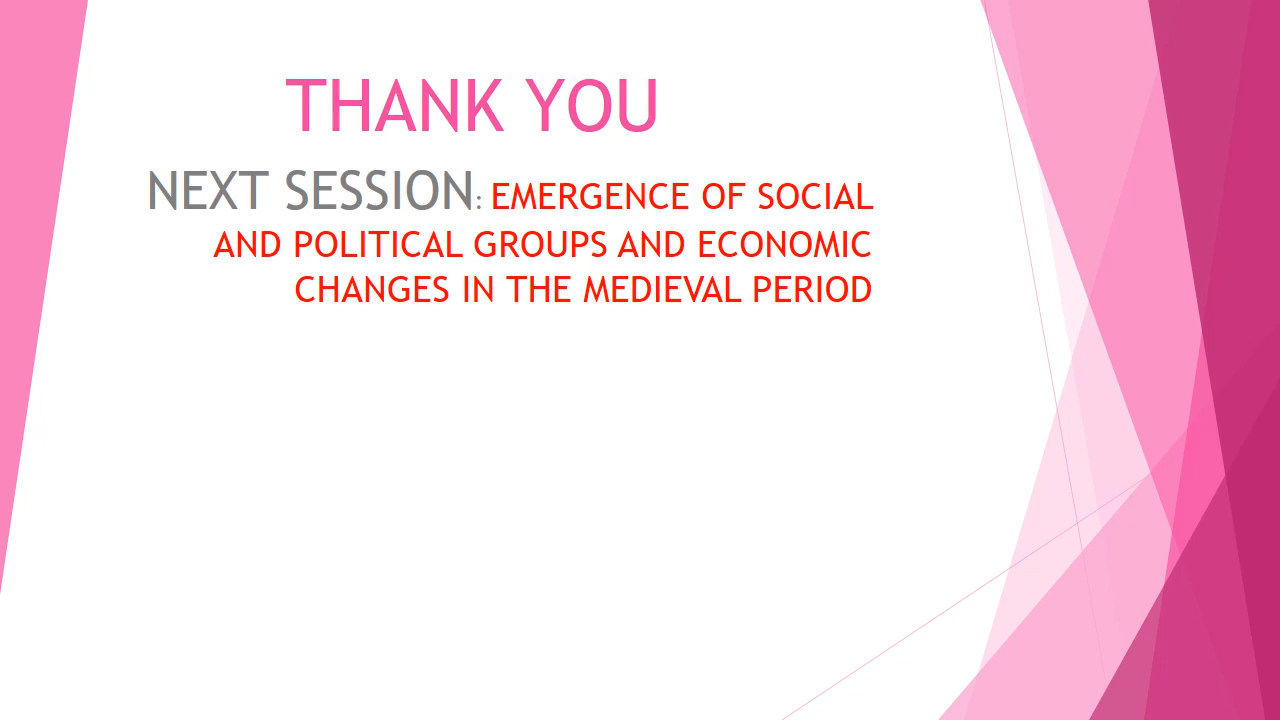 THANK YOU
NEXT SESSION: EMERGENCE OF SOCIAL
AND POLITICAL GROUPS AND ECONOMIC
CHANGES IN THE MEDIEVAL PERIOD